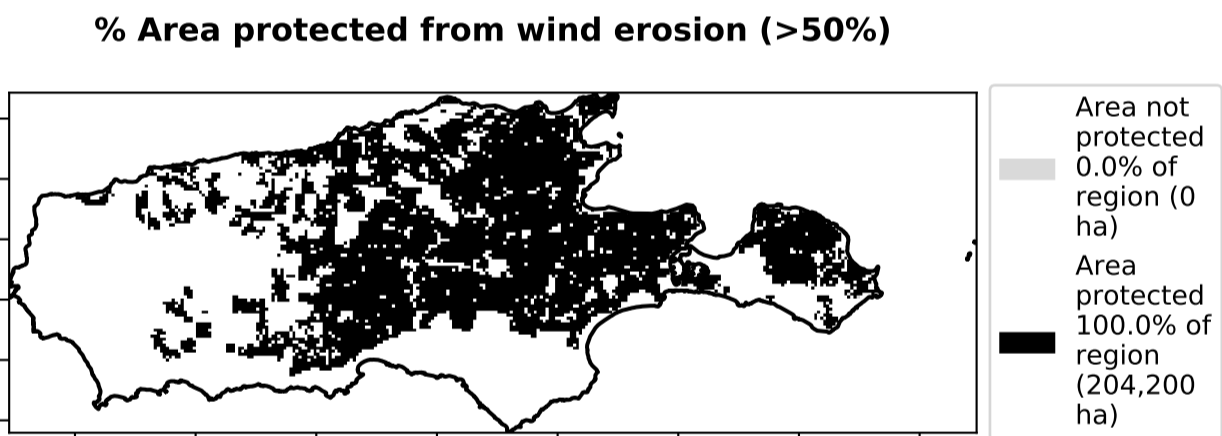 % Area protected from wind erosion (>50%)
Area not
protected
0.0% of
region (0
ha)
Area
protected
100.0% of
region
(204,200
ha)